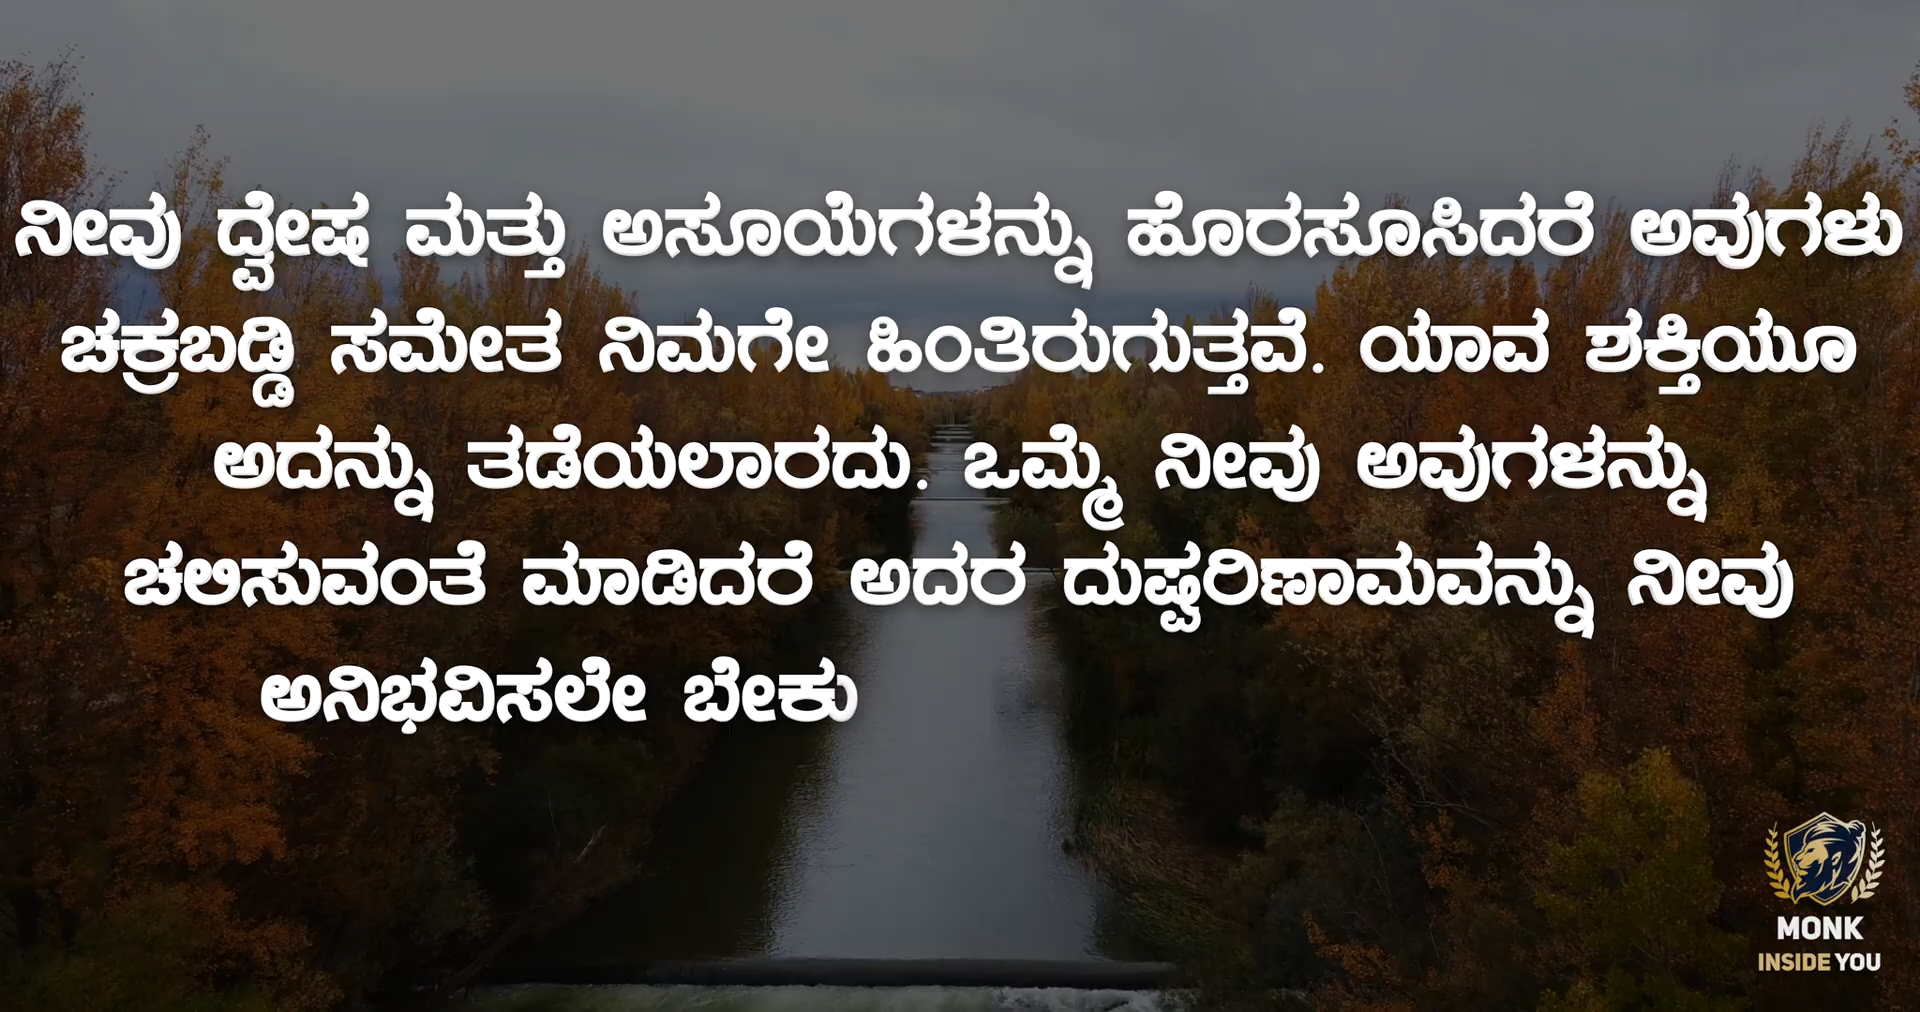 ನೀವು ದ್ವೇಷ ಮತ್ತು ಅಸೂಯೆಗಳನ್ನು ಹೊರಸೂಸಿದರೆ ಅವುಗಳು
ಚಕ್ರಬಡ್ಡಿ ಸಮೇತ ನಿಮಗೇ ಹಿಂತಿರುಗುತ್ತವೆ. ಯಾವ ಶಕ್ತಿಯೂ
ಅದನ್ನು ತಡೆಯಲಾರದು. ಒಮ್ಮೆ ನೀವು ಅವುಗಳನ್ನು
ಚಲಿಸುವಂತೆ ಮಾಡಿದರೆ ಅದರ ದುಷ್ಪರಿಣಾಮವನ್ನು ನೀವು
ಅನಿಭವಿಸಲೇ ಬೇಕು
MONK
INSIDE YOU